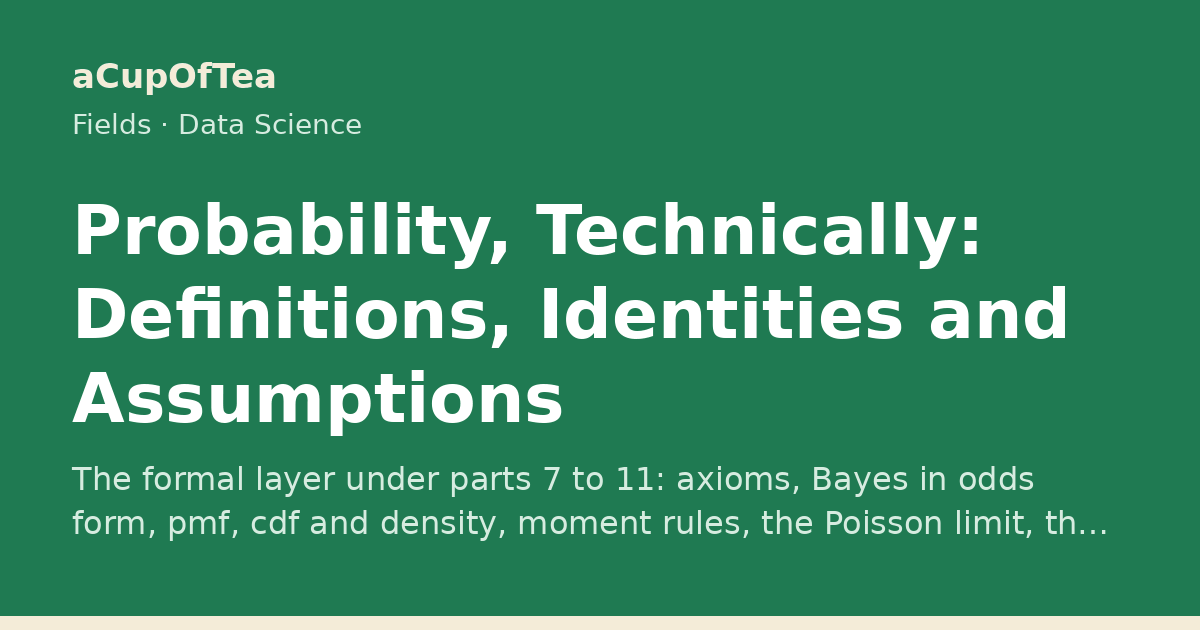 aCupOfTea
Fields · Data Science
Probability, Technically:
Definitions, Identities and
Assumptions
The formal layer under parts 7 to 11: axioms, Bayes in odds
form, pmf, cdf and density, moment rules, the Poisson limit, th…